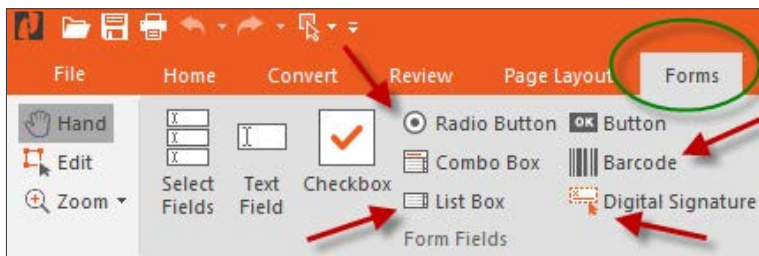 File Home Convert Review Page Layout Forms
Hand Radio Button OK Button
Edit Combo Box Barcode
Zoom Select Fields Text Field Checkbox List Box Digital Signature
Form Fields